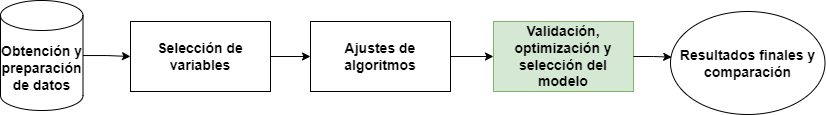 Obtención y
preparación
de datos
Selección de
variables
Ajustes de
algoritmos
Validación,
optimización y
selección del
modelo
Resultados finales y
comparación